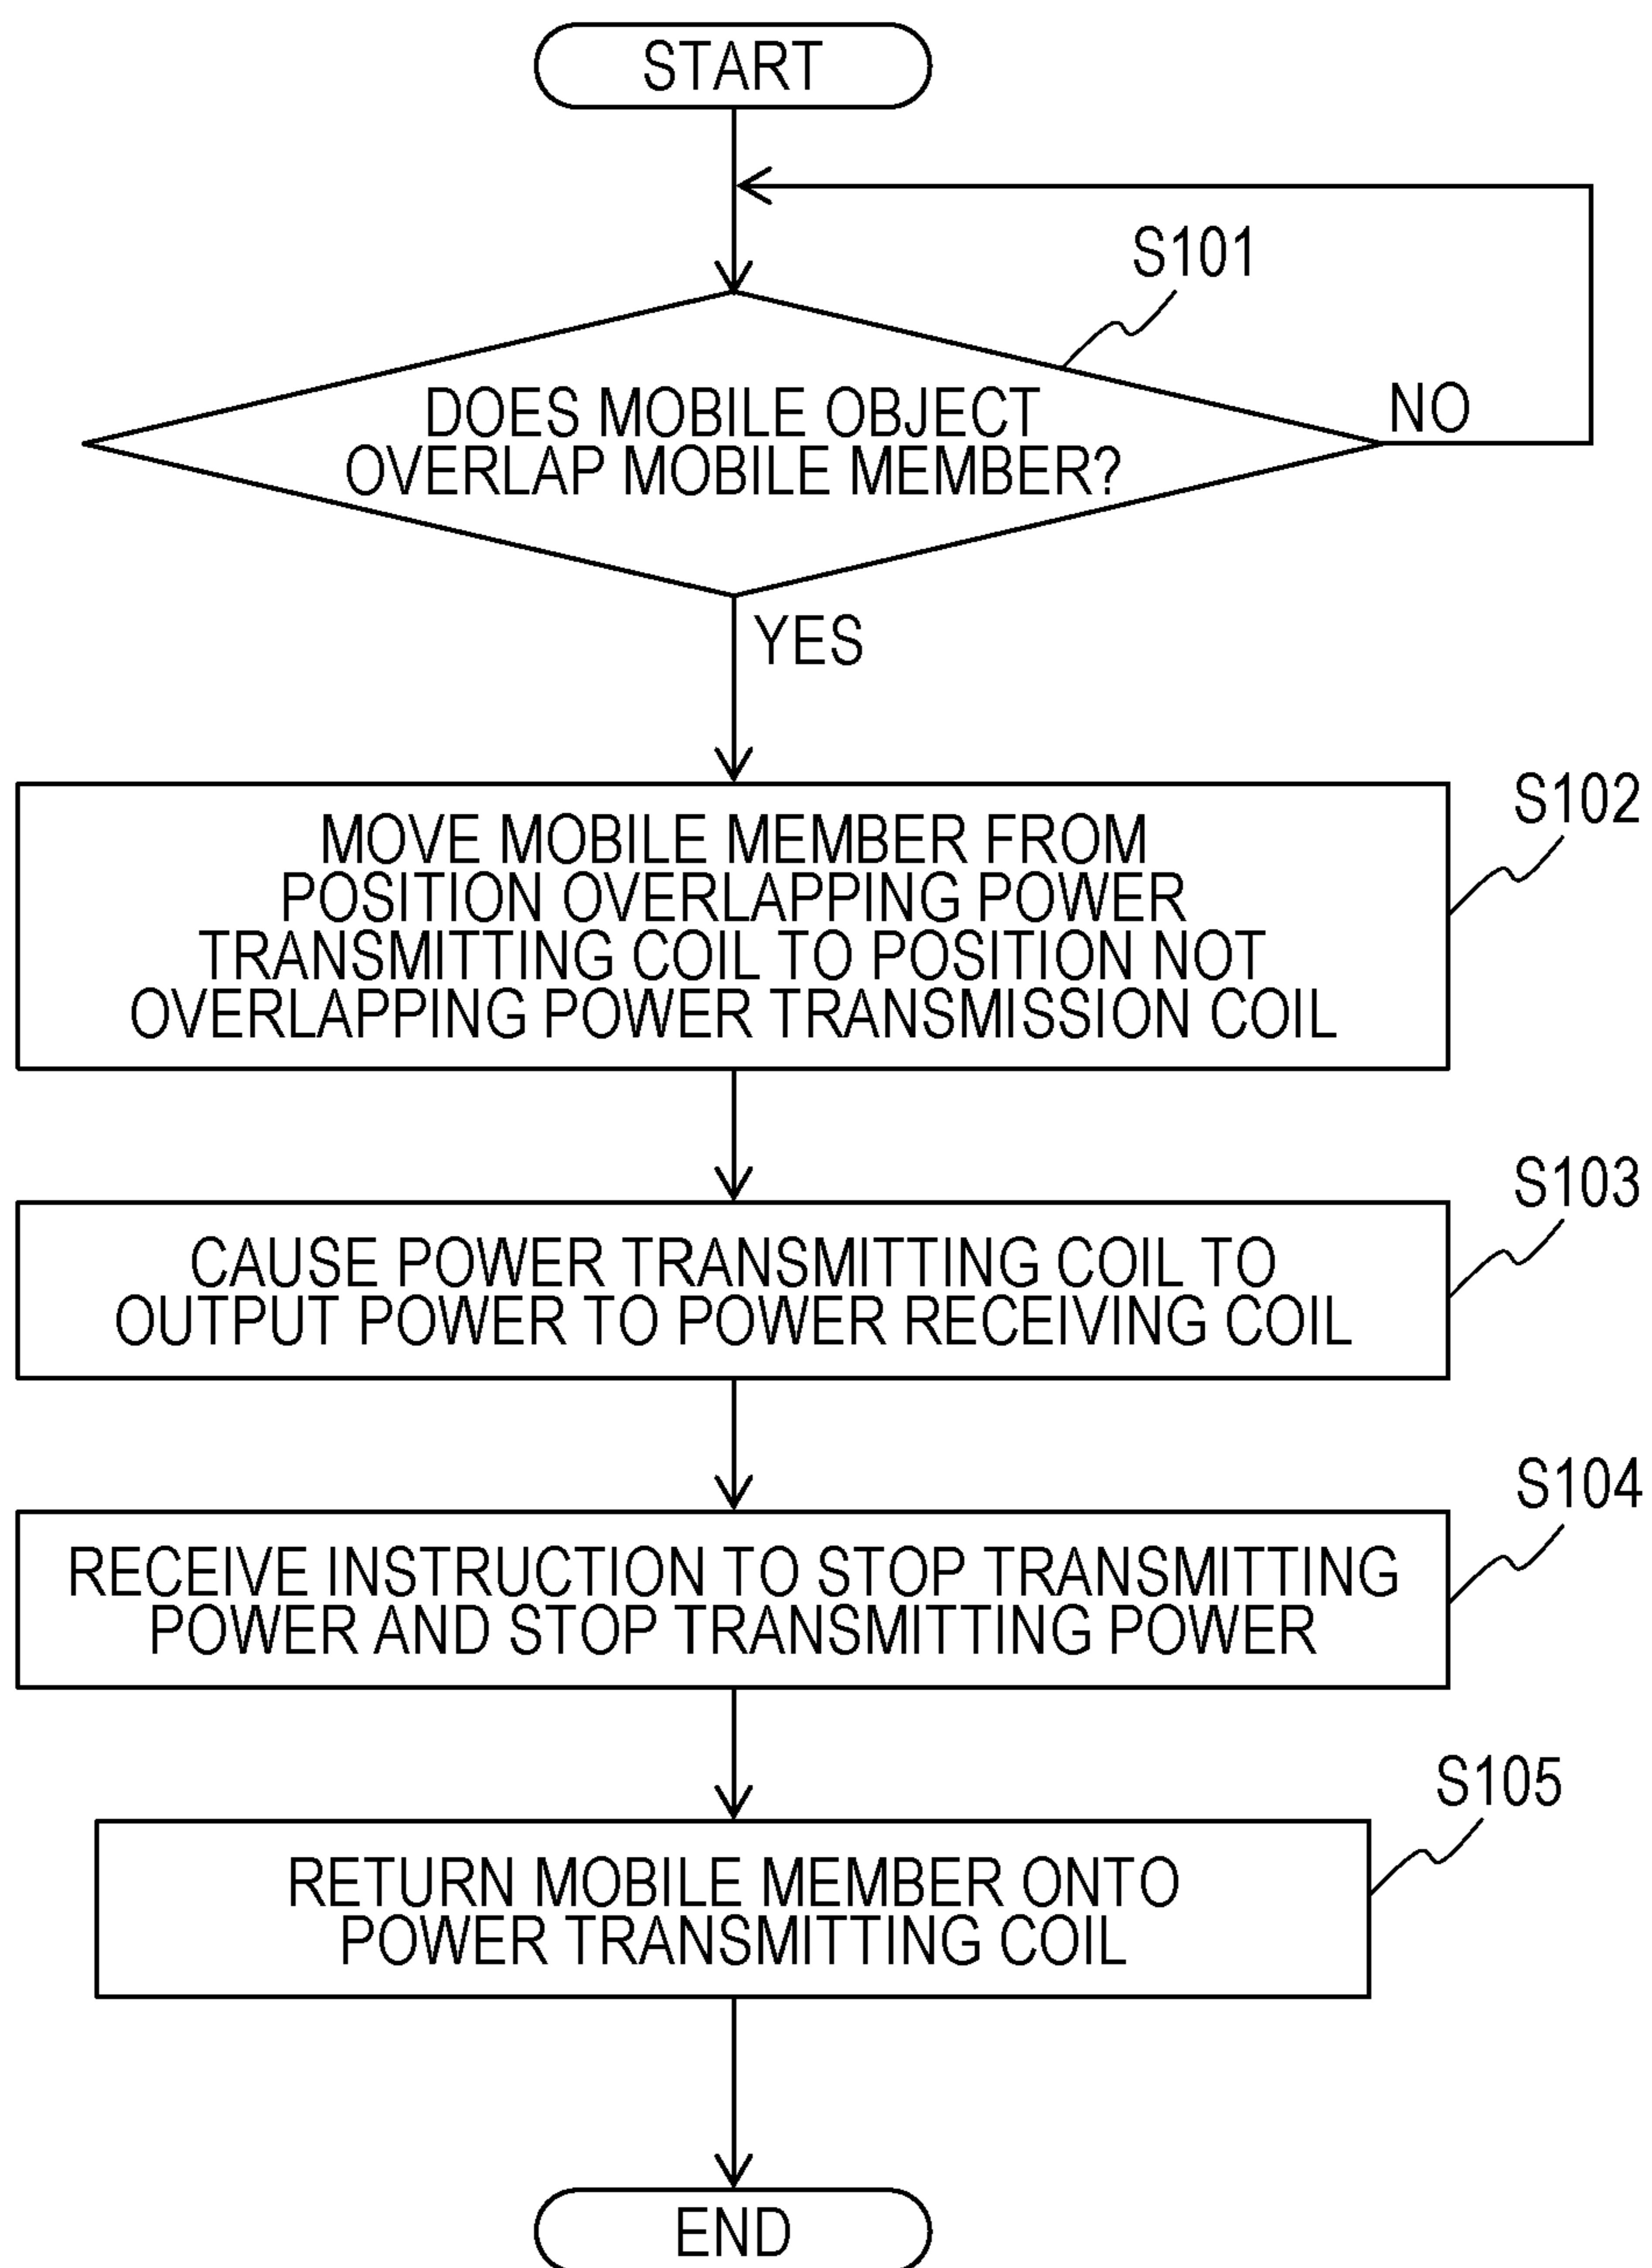 START
S101
DOES MOBILE OBJECT
OVERLAP MOBILE MEMBER?
NO
YES
S102
MOVE MOBILE MEMBER FROM
POSITION OVERLAPPING POWER
TRANSMITTING COIL TO POSITION NOT
OVERLAPPING POWER TRANSMISSION COIL
S103
CAUSE POWER TRANSMITTING COIL TO
OUTPUT POWER TO POWER RECEIVING COIL
S104
RECEIVE INSTRUCTION TO STOP TRANSMITTING
POWER AND STOP TRANSMITTING POWER
S105
RETURN MOBILE MEMBER ONTO
POWER TRANSMITTING COIL
END